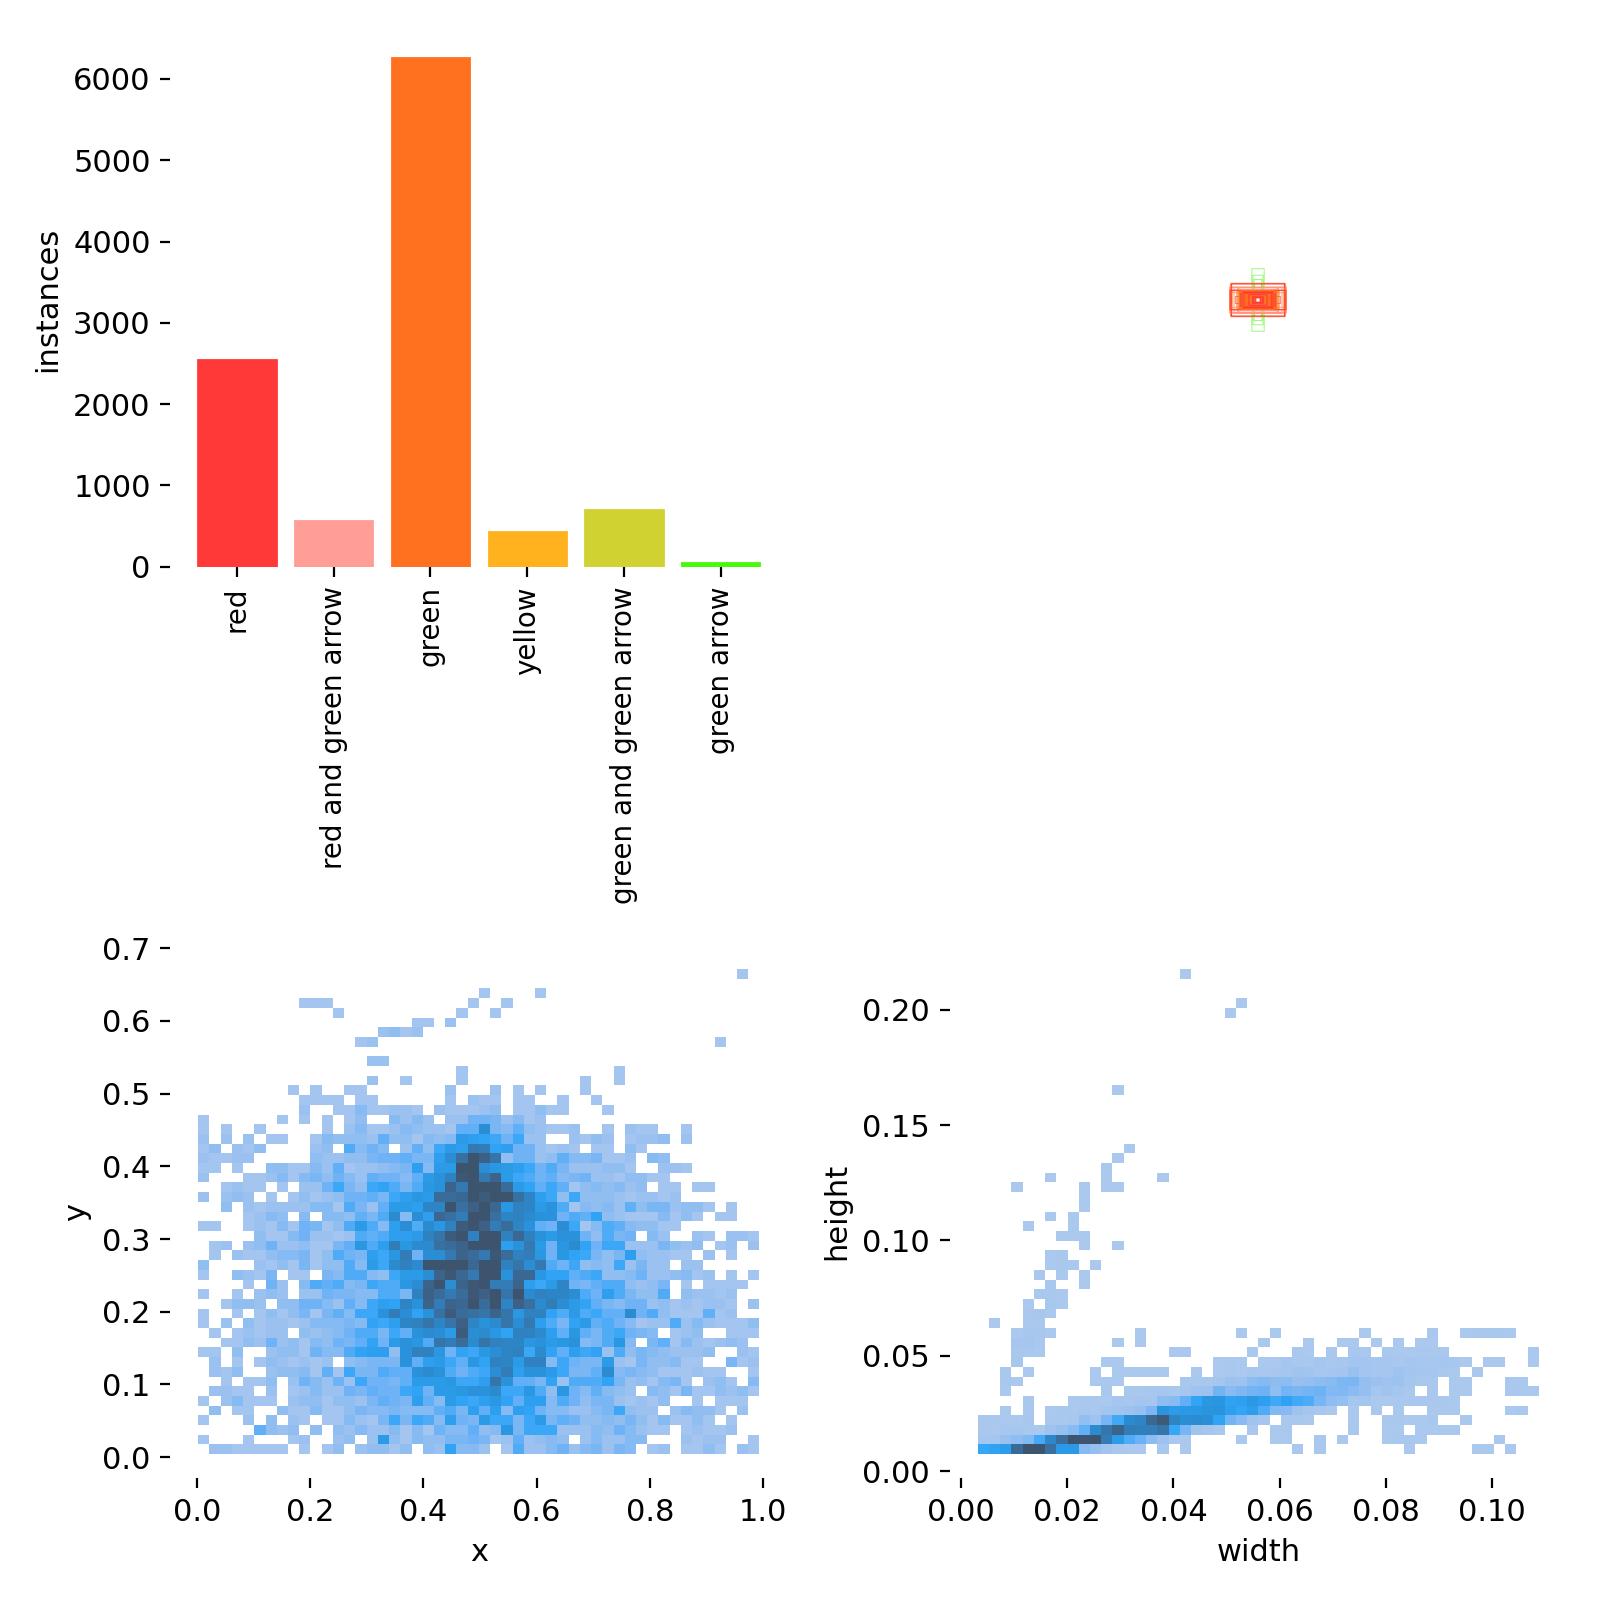 6000
5000
4000
3000
2000
1000
0
instances
red
red and green arrow
green
yellow
green and green arrow
green arrow
0.7
0.6
0.5
0.4
0.3
0.2
0.1
0.0
y
0.0 0.2 0.4 0.6 0.8 1.0
x
0.20
0.15
0.10
0.05
0.00
height
0.00 0.02 0.04 0.06 0.08 0.10
width